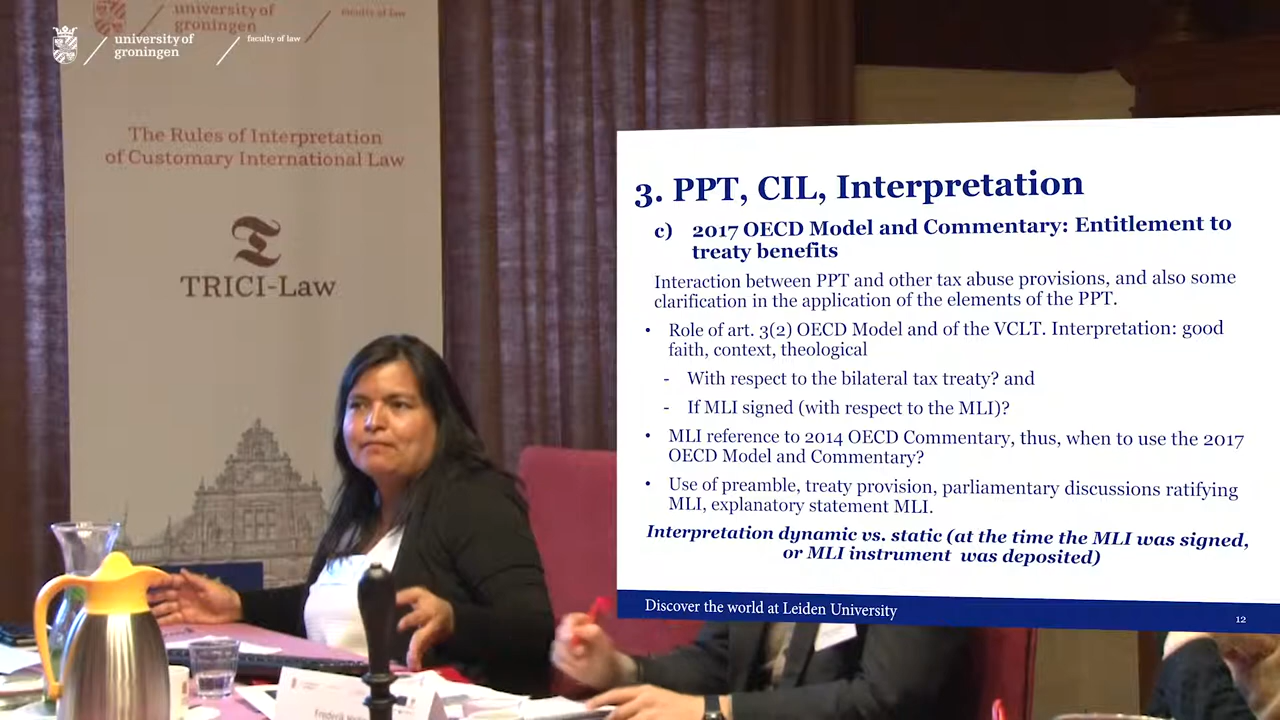 university of
groningen
faculty of law
university of
groningen
faculty of law
The Rules of Interpretation
of Customary International Law
TRICI-Law
3. PPT, CIL, Interpretation
c) 2017 OECD Model and Commentary: Entitlement to
treaty benefits
Interaction between PPT and other tax abuse provisions, and also some
clarification in the application of the elements of the PPT.
• Role of art. 3(2) OECD Model and of the VCLT. Interpretation: good
faith, context, theological
- With respect to the bilateral tax treaty? and
- If MLI signed (with respect to the MLI)?
• MLI reference to 2014 OECD Commentary, thus, when to use the 2017
OECD Model and Commentary?
• Use of preamble, treaty provision, parliamentary discussions ratifying
MLI, explanatory statement MLI.
Interpretation dynamic vs. static (at the time the MLI was signed,
or MLI instrument was deposited)
Discover the world at Leiden University
12
Frederik